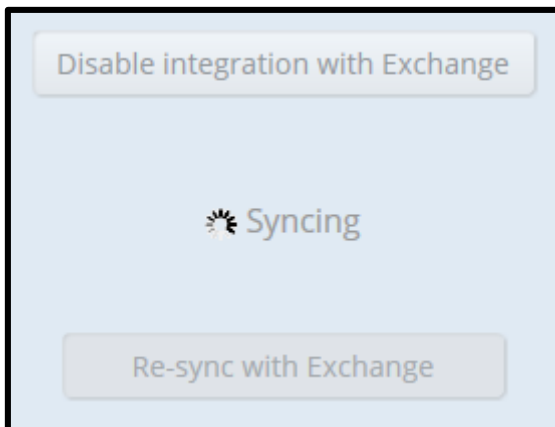 Disable integration with Exchange
Syncing
Re-sync with Exchange